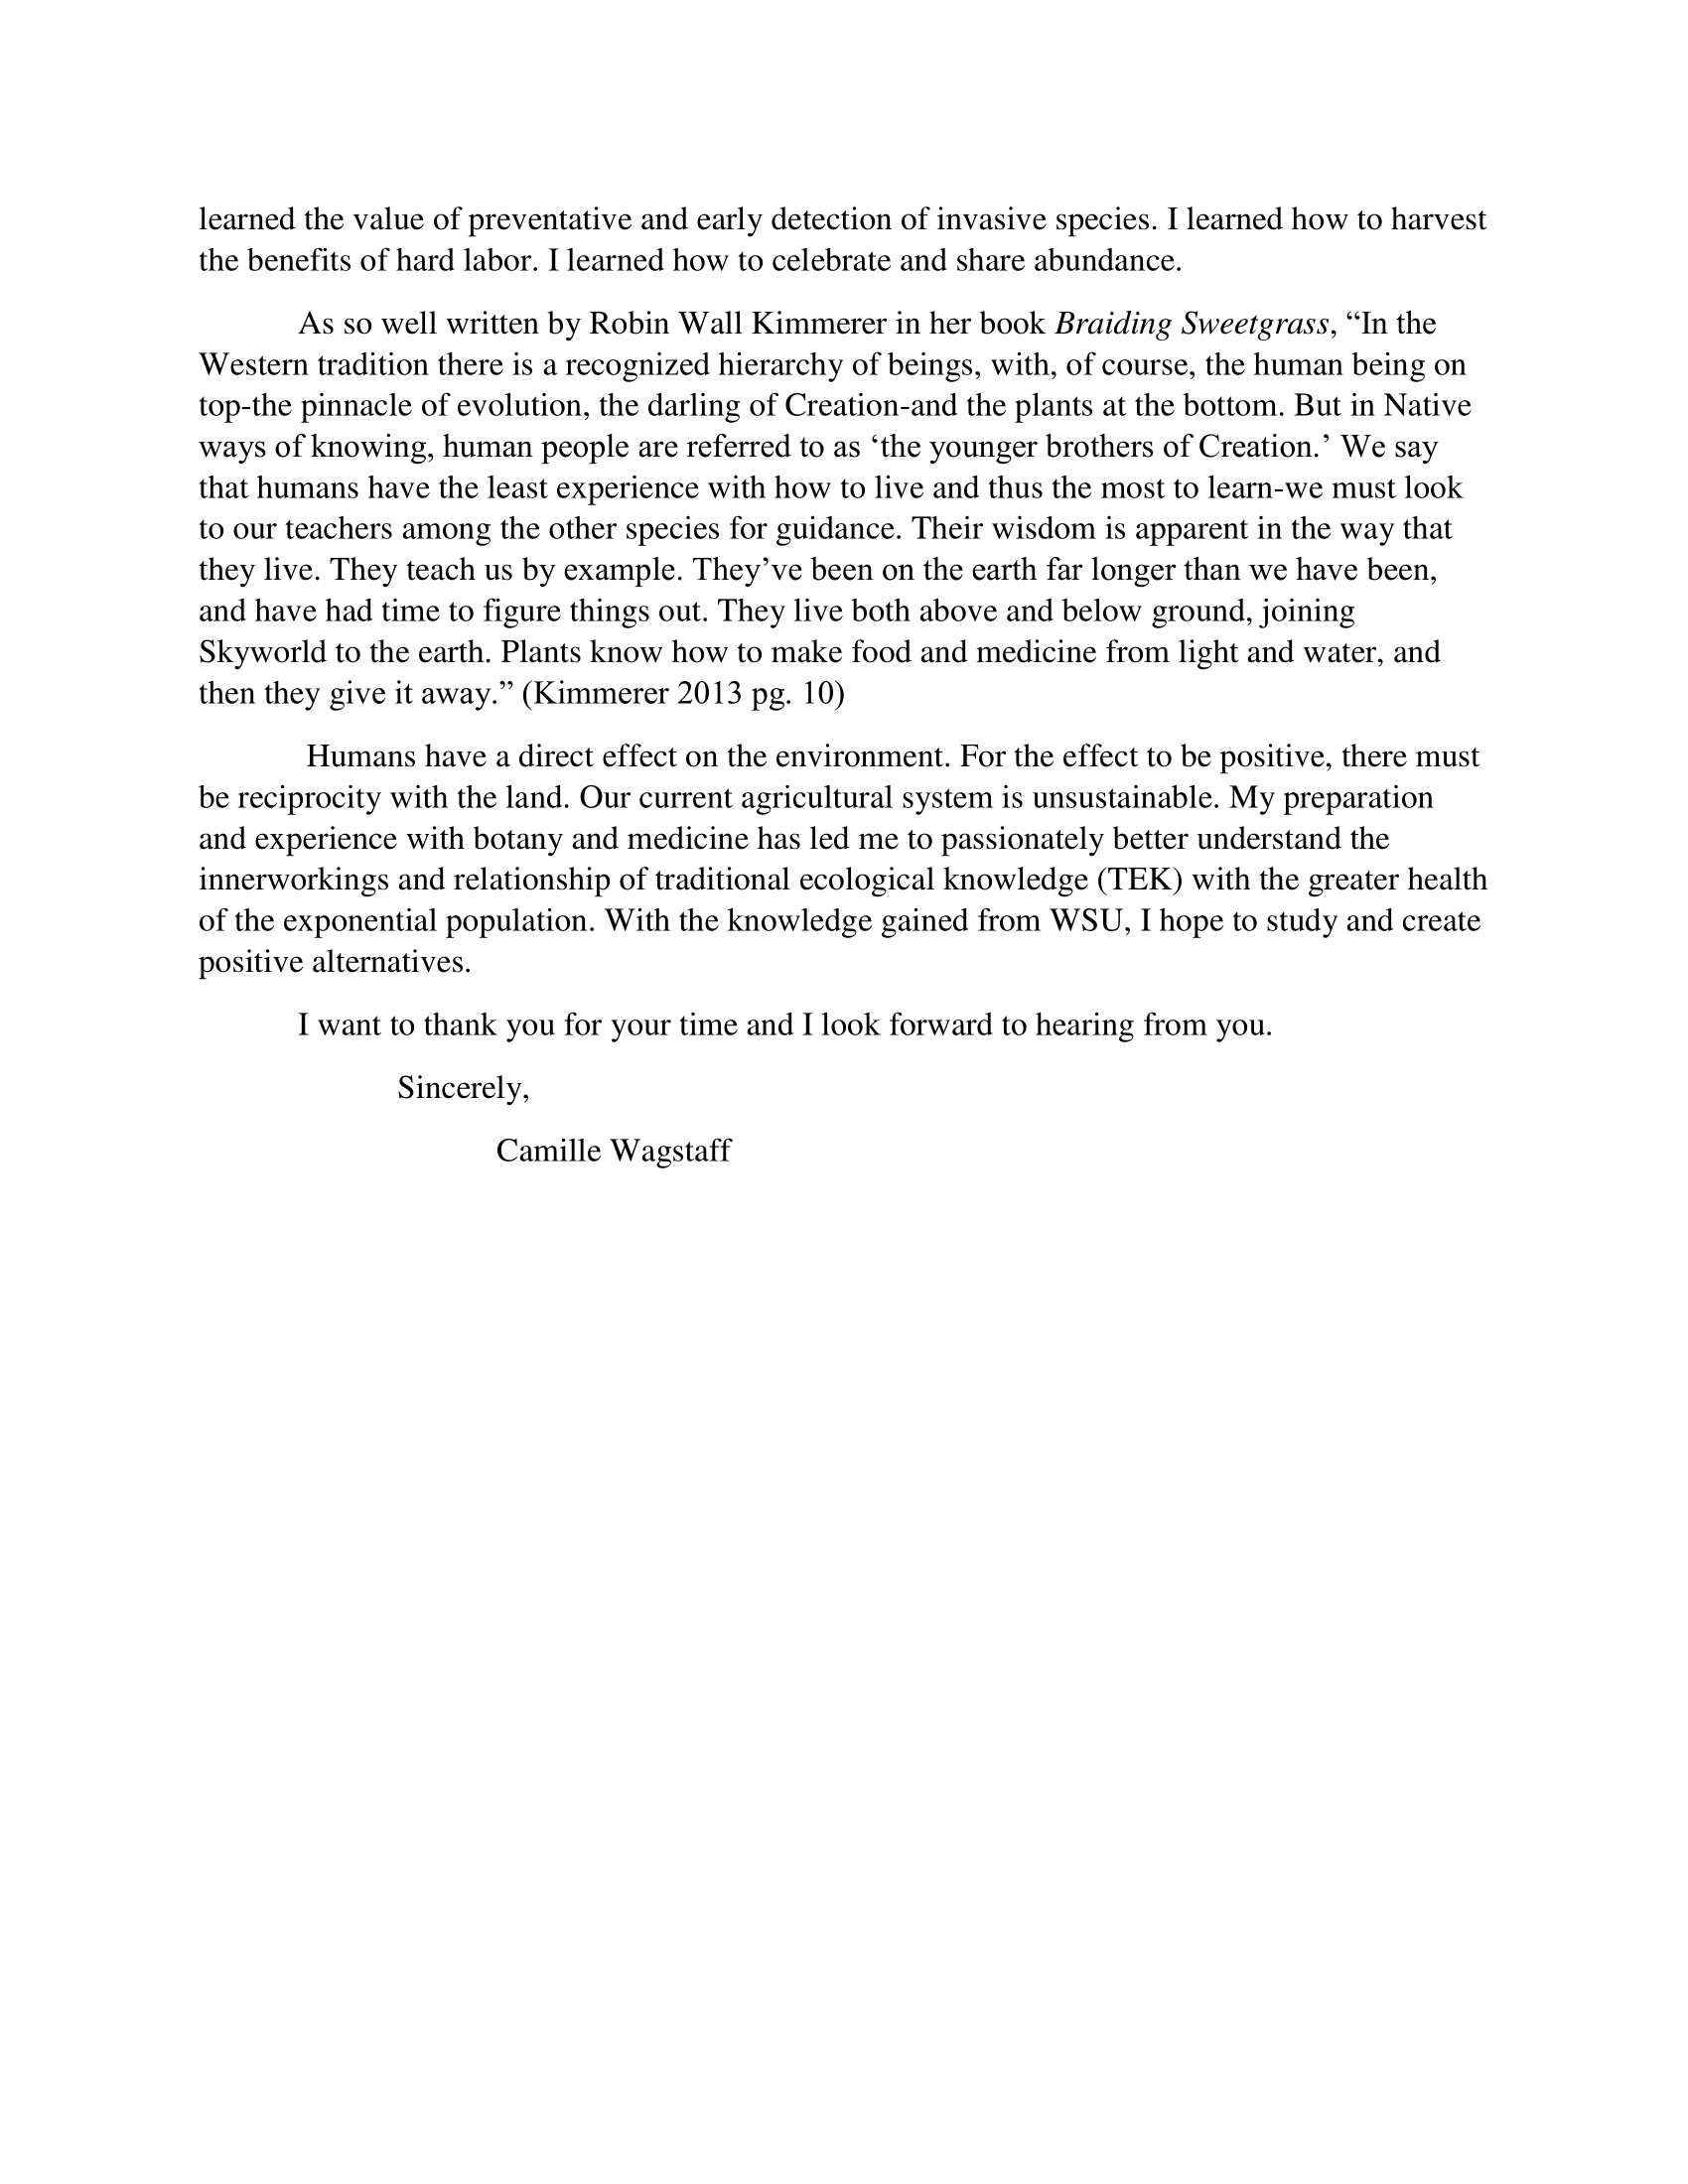 learned the value of preventative and early detection of invasive species. I learned how to harvest
the benefits of hard labor. I learned how to celebrate and share abundance.
As so well written by Robin Wall Kimmerer in her book Braiding Sweetgrass, “In the
Western tradition there is a recognized hierarchy of beings, with, of course, the human being on
top-the pinnacle of evolution, the darling of Creation-and the plants at the bottom. But in Native
ways of knowing, human people are referred to as ‘the younger brothers of Creation.’ We say
that humans have the least experience with how to live and thus the most to learn-we must look
to our teachers among the other species for guidance. Their wisdom is apparent in the way that
they live. They teach us by example. They’ve been on the earth far longer than we have been,
and have had time to figure things out. They live both above and below ground, joining
Skyworld to the earth. Plants know how to make food and medicine from light and water, and
then they give it away.” (Kimmerer 2013 pg. 10)
Humans have a direct effect on the environment. For the effect to be positive, there must
be reciprocity with the land. Our current agricultural system is unsustainable. My preparation
and experience with botany and medicine has led me to passionately better understand the
innerworkings and relationship of traditional ecological knowledge (TEK) with the greater health
of the exponential population. With the knowledge gained from WSU, I hope to study and create
positive alternatives.
I want to thank you for your time and I look forward to hearing from you.
Sincerely,
Camille Wagstaff